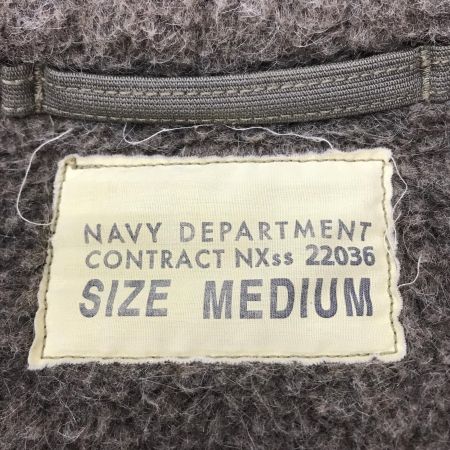 NAVY DEPARTMENT
CONTRACT NXss 22036
SIZE MEDIUM